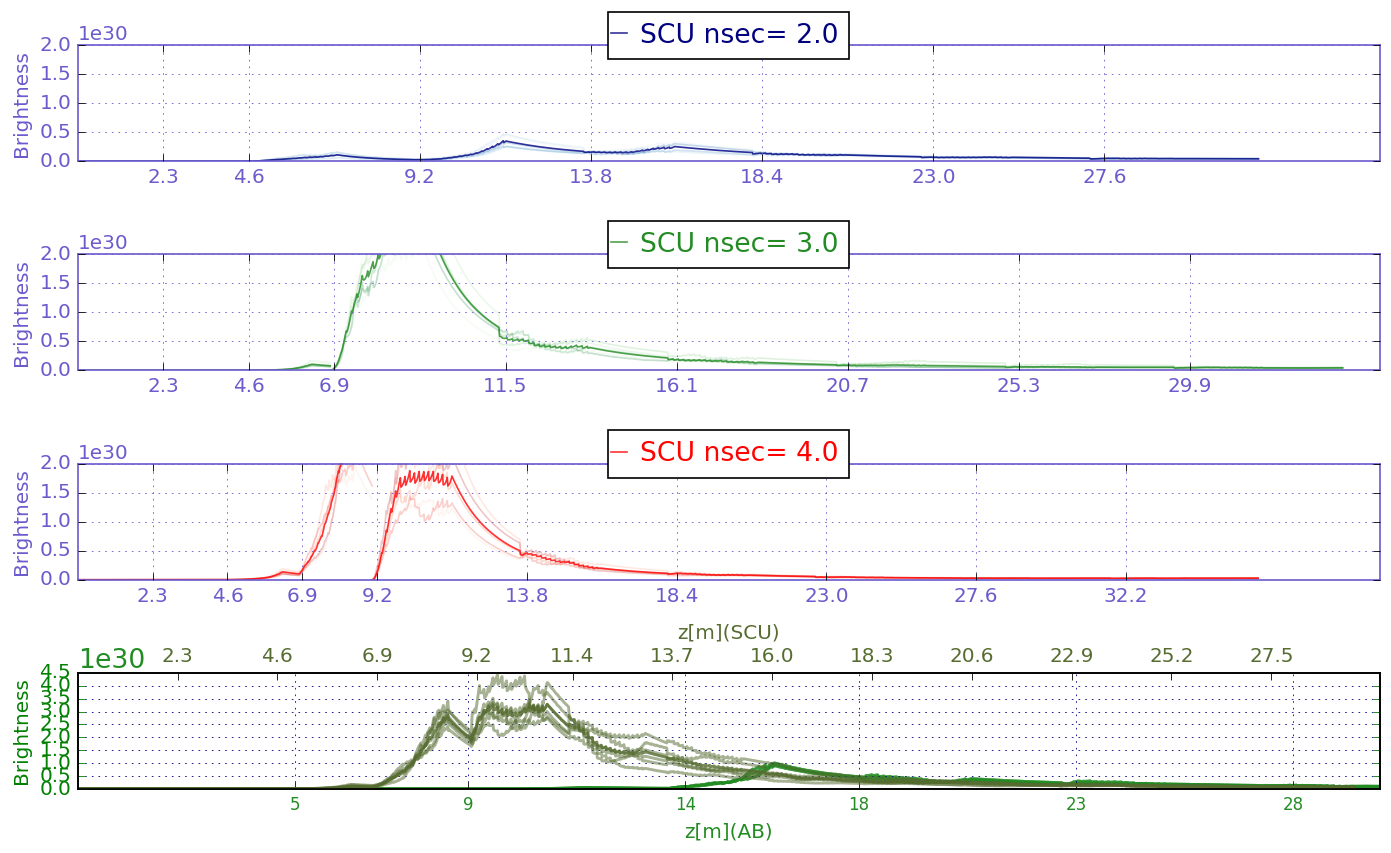 SCU nsec= 2.0
1e30
Brightness
2.0
1.5
1.0
0.5
0.0
2.3 4.6 9.2 13.8 18.4 23.0 27.6
SCU nsec= 3.0
1e30
Brightness
2.0
1.5
1.0
0.5
0.0
2.3 4.6 6.9 11.5 16.1 20.7 25.3 29.9
SCU nsec= 4.0
1e30
Brightness
2.0
1.5
1.0
0.5
0.0
2.3 4.6 6.9 9.2 13.8 18.4 23.0 27.6 32.2
z[m](SCU)
1e30 2.3 4.6 6.9 9.2 11.4 13.7 16.0 18.3 20.6 22.9 25.2 27.5
Brightness
4.5
4.0
3.5
3.0
2.5
2.0
1.5
1.0
0.5
0.0
5 9 14 18 23 28
z[m](AB)